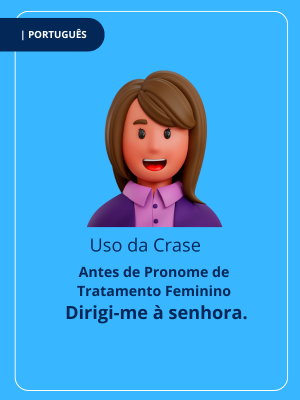 | PORTUGUÊS
Uso da Crase
Antes de Pronome de
Tratamento Feminino
Dirigi-me à senhora.